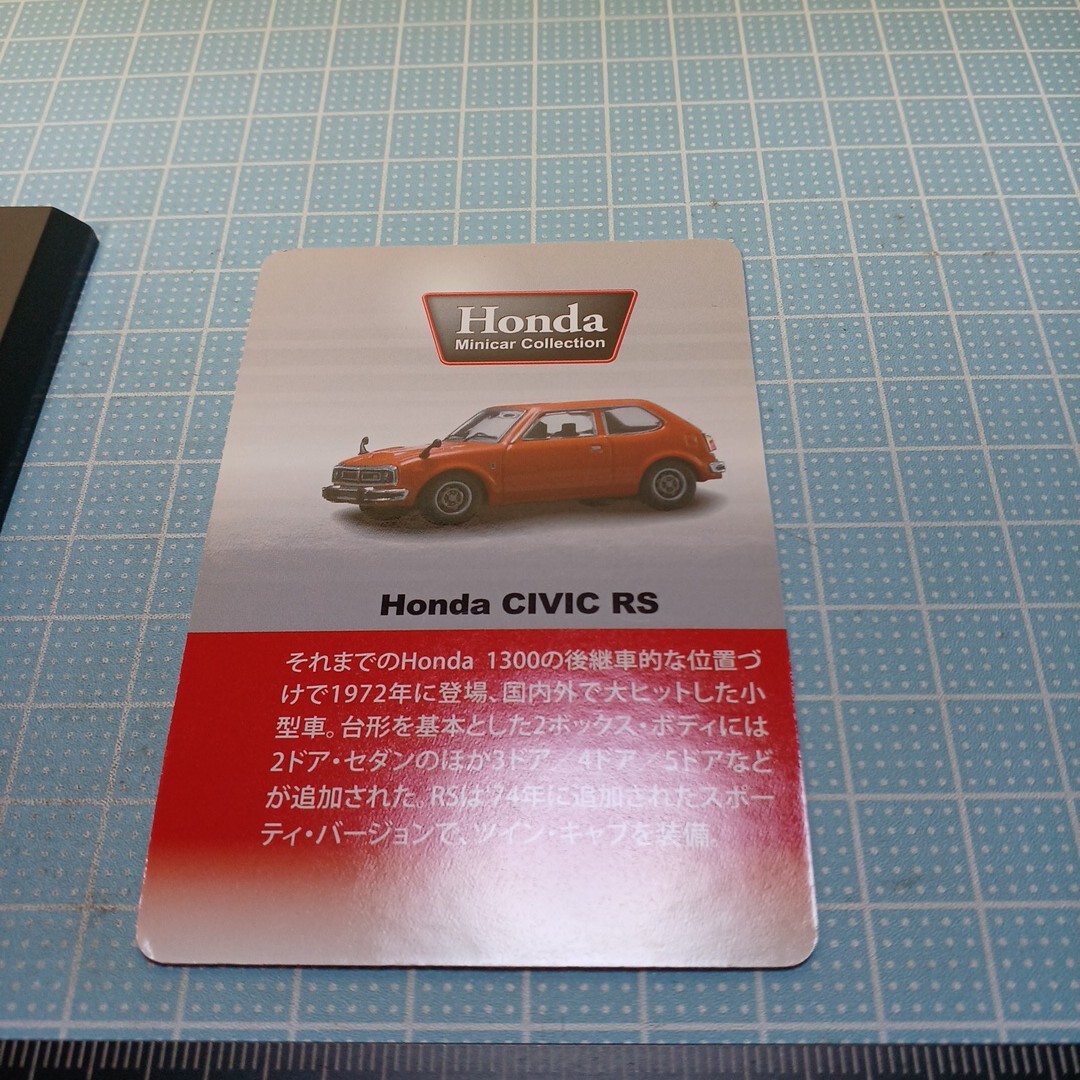 Honda
Minicar Collection
Honda CIVIC RS
それまでのHonda 1300の後継車的な位置づ
けで1972年に登場、国内外で大ヒットした小
型車。台形を基本とした2ボックス・ボディには
2ドア・セダンのほか3ドア／4ドア／5ドアなど
が追加された。RSは'74年に追加されたスポー
ティ・バージョンで、ツイン・キャブを装備。